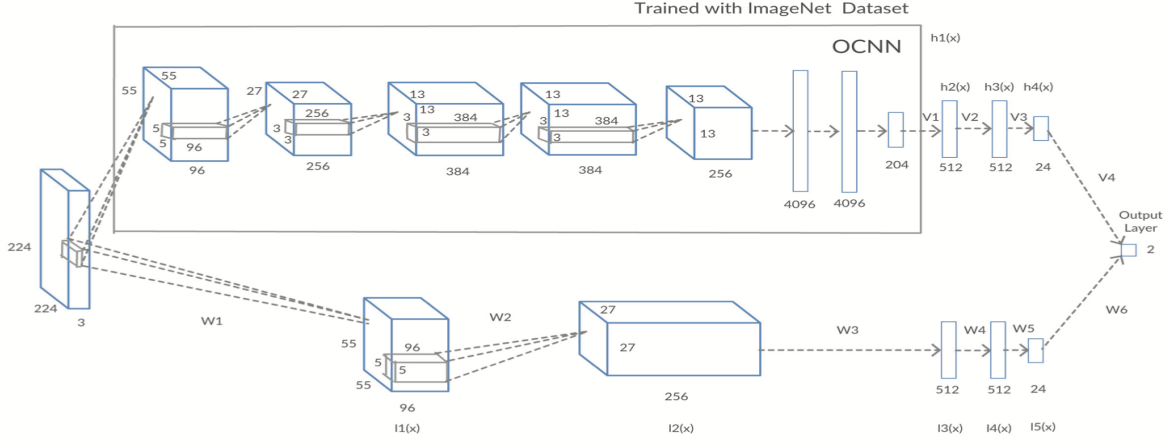 Trained with ImageNet Dataset
OCNN
h1(x)
55
55
96
5
5
96
27
27
256
3
3
256
13
13
384
3
3
384
13
13
384
3
3
384
13
13
256
4096
4096
204
V1
h2(x)
512
V2
h3(x)
512
V3
h4(x)
24
V4
224
224
3
Output
Layer
2
W1
55
55
96
5
5
96
l1(x)
W2
27
27
256
l2(x)
W3
512
l3(x)
W4
512
l4(x)
W5
24
l5(x)
W6